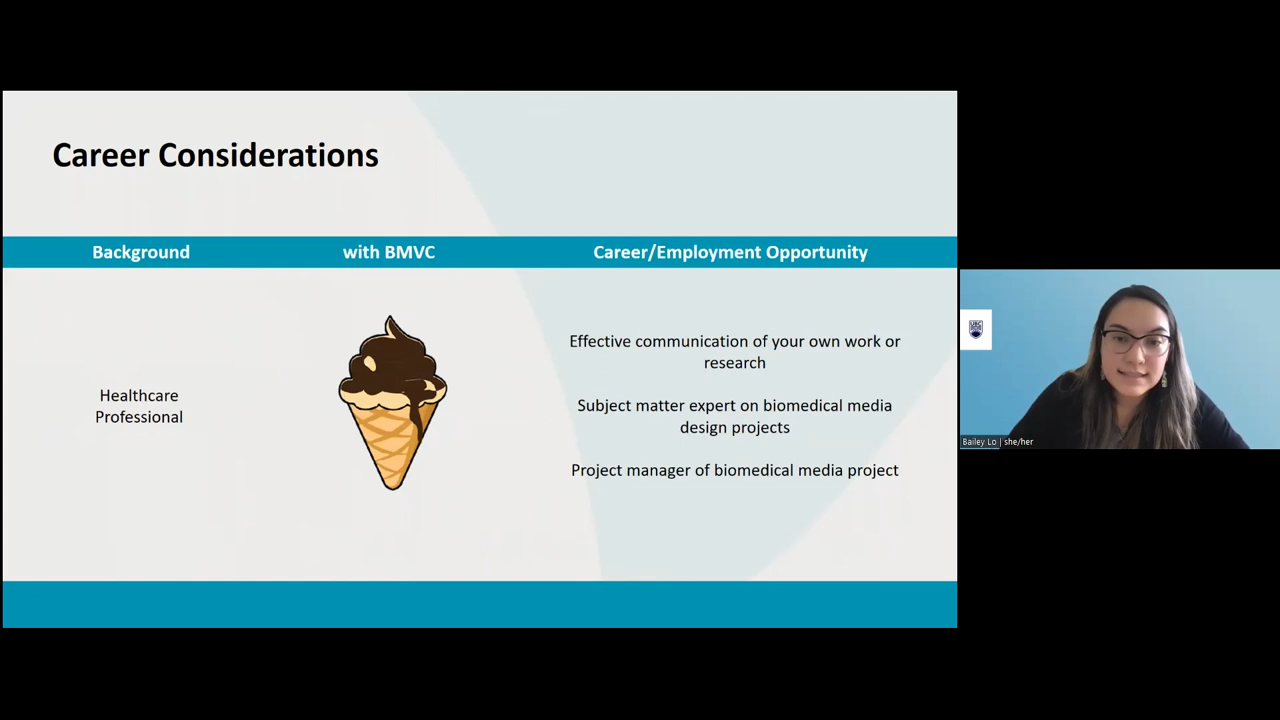 Career Considerations
Background
with BMVC
Career/Employment Opportunity
Healthcare
Professional
Effective communication of your own work or
research
Subject matter expert on biomedical media
design projects
Project manager of biomedical media project
UBC
Bailey Lo | she/her